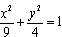 x²/9 + y²/4 = 1